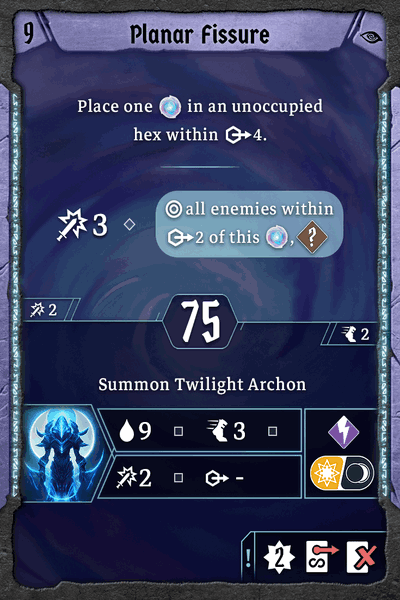 9 Planar Fissure
Place one in an unoccupied
hex within 4.
3 all enemies within
2 of this , ?
2
75
2
Summon Twilight Archon
9 3
2 -
! 2 8